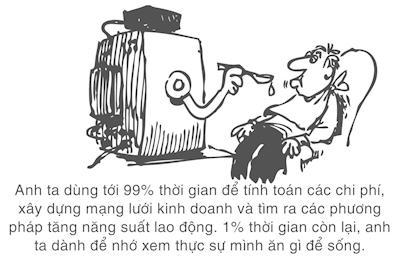 Anh ta dùng tới 99% thời gian để tính toán các chi phí,
xây dựng mạng lưới kinh doanh và tìm ra các phương
pháp tăng năng suất lao động. 1% thời gian còn lại, anh
ta dành để nhớ xem thực sự mình ăn gì để sống.